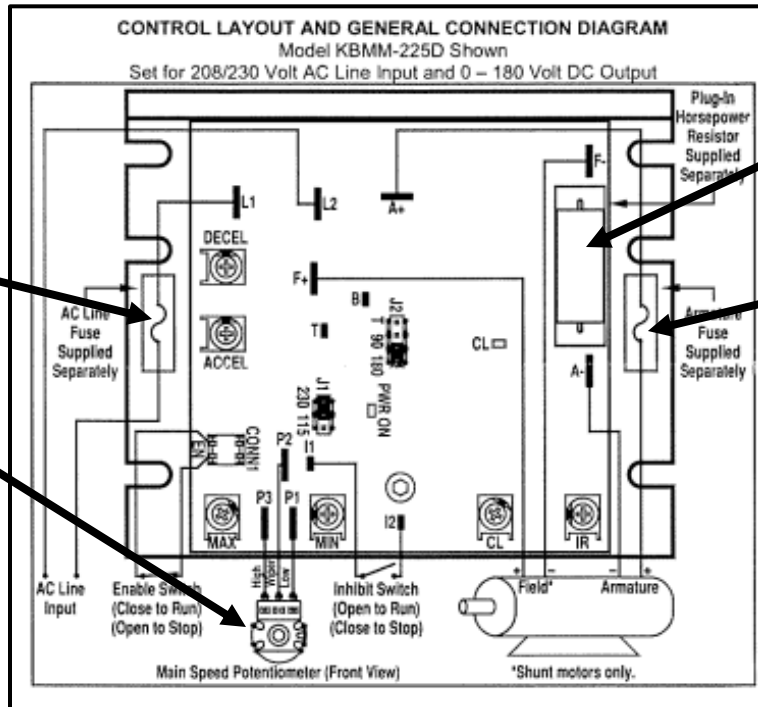 CONTROL LAYOUT AND GENERAL CONNECTION DIAGRAM
Model KBMM-225D Shown
Set for 208/230 Volt AC Line Input and 0 – 180 Volt DC Output
Plug-In
Horsepower
Resistor
Supplied
Separately
F-
L1
L2
A+
DECEL
F+
B
J2
T 90 180
T
AC Line
Fuse
Supplied
Separately
ACCEL
CL
Armature
Fuse
Supplied
Separately
A-
J1
230 115
PWR ON
EN
CONN1
P2
I1
P3
P1
I2
MAX
MIN
CL
IR
High
Wiper
Low
+ – – +
Field*
Armature
AC Line
Input
Enable Switch
(Close to Run)
(Open to Stop)
Inhibit Switch
(Open to Run)
(Close to Stop)
Main Speed Potentiometer (Front View)
*Shunt motors only.